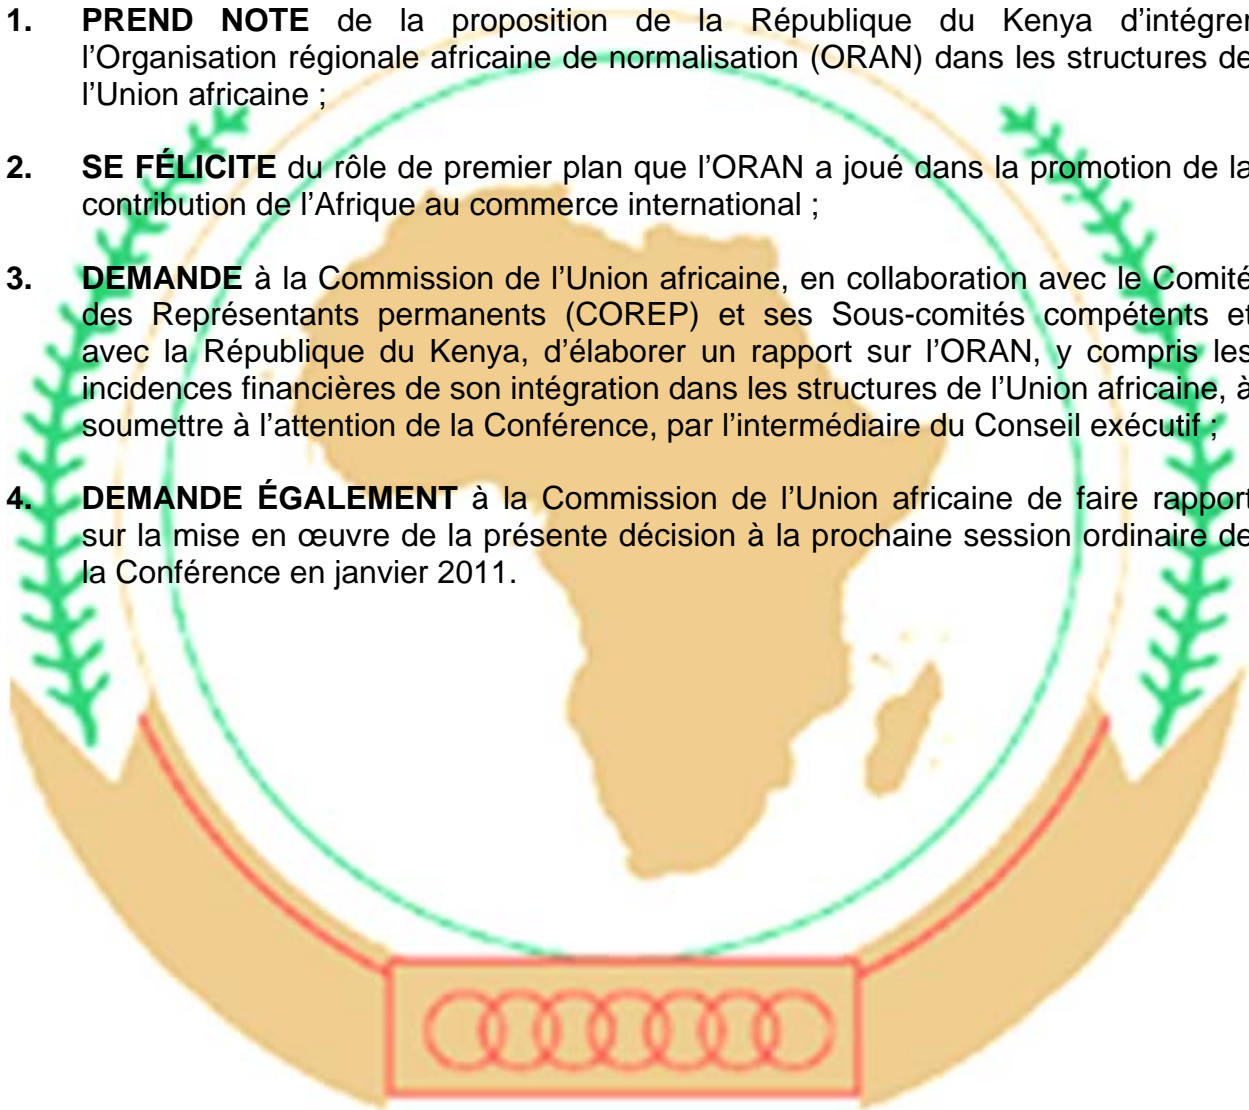 1. PREND NOTE de la proposition de la République du Kenya d’intégrer
l’Organisation régionale africaine de normalisation (ORAN) dans les structures de
l’Union africaine ;
2. SE FÉLICITE du rôle de premier plan que l’ORAN a joué dans la promotion de la
contribution de l’Afrique au commerce international ;
3. DEMANDE à la Commission de l’Union africaine, en collaboration avec le Comité
des Représentants permanents (COREP) et ses Sous-comités compétents et
avec la République du Kenya, d’élaborer un rapport sur l’ORAN, y compris les
incidences financières de son intégration dans les structures de l’Union africaine, à
soumettre à l’attention de la Conférence, par l’intermédiaire du Conseil exécutif ;
4. DEMANDE ÉGALEMENT à la Commission de l’Union africaine de faire rapport
sur la mise en œuvre de la présente décision à la prochaine session ordinaire de
la Conférence en janvier 2011.